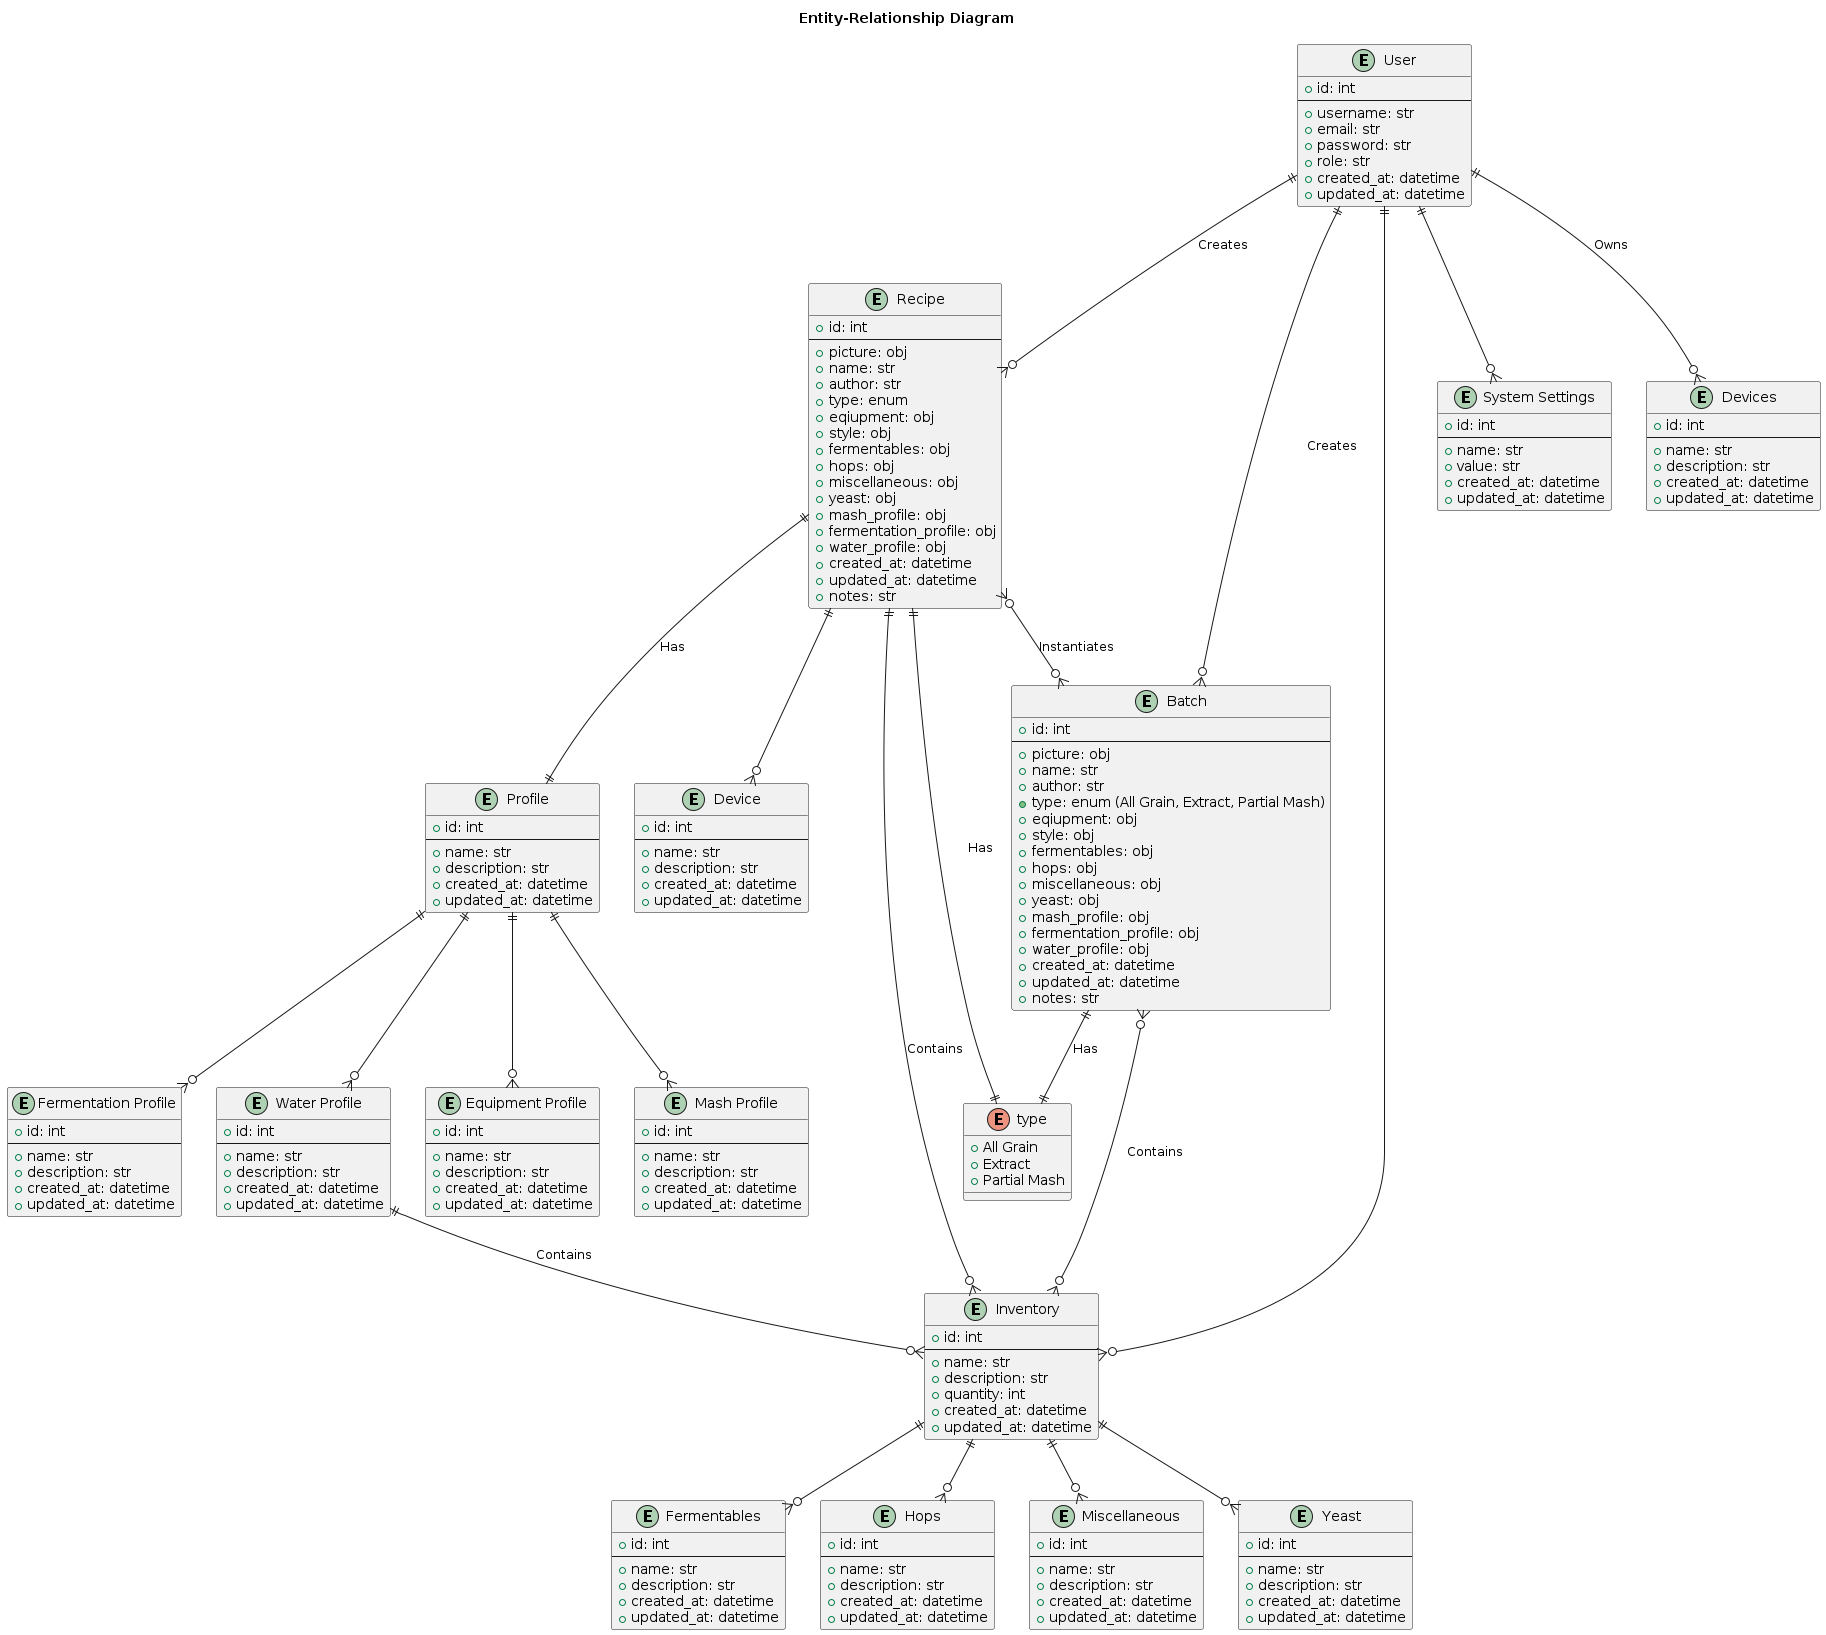 Entity-Relationship Diagram
E User
id: int
username: str
email: str
password: str
role: str
created_at: datetime
updated_at: datetime
Creates
Owns
E Recipe
id: int
picture: obj
name: str
author: str
type: enum
eqiupment: obj
style: obj
fermentables: obj
hops: obj
miscellaneous: obj
yeast: obj
mash_profile: obj
fermentation_profile: obj
water_profile: obj
created_at: datetime
updated_at: datetime
notes: str
Creates
E System Settings
id: int
name: str
value: str
created_at: datetime
updated_at: datetime
E Devices
id: int
name: str
description: str
created_at: datetime
updated_at: datetime
Has
Instantiates
E Profile
id: int
name: str
description: str
created_at: datetime
updated_at: datetime
E Device
id: int
name: str
description: str
created_at: datetime
updated_at: datetime
Has
E Batch
id: int
picture: obj
name: str
author: str
type: enum (All Grain, Extract, Partial Mash)
eqiupment: obj
style: obj
fermentables: obj
hops: obj
miscellaneous: obj
yeast: obj
mash_profile: obj
fermentation_profile: obj
water_profile: obj
created_at: datetime
updated_at: datetime
notes: str
Contains
Has
Contains
E Fermentation Profile
id: int
name: str
description: str
created_at: datetime
updated_at: datetime
E Water Profile
id: int
name: str
description: str
created_at: datetime
updated_at: datetime
E Equipment Profile
id: int
name: str
description: str
created_at: datetime
updated_at: datetime
E Mash Profile
id: int
name: str
description: str
created_at: datetime
updated_at: datetime
E type
All Grain
Extract
Partial Mash
Contains
E Inventory
id: int
name: str
description: str
quantity: int
created_at: datetime
updated_at: datetime
E Fermentables
id: int
name: str
description: str
created_at: datetime
updated_at: datetime
E Hops
id: int
name: str
description: str
created_at: datetime
updated_at: datetime
E Miscellaneous
id: int
name: str
description: str
created_at: datetime
updated_at: datetime
E Yeast
id: int
name: str
description: str
created_at: datetime
updated_at: datetime